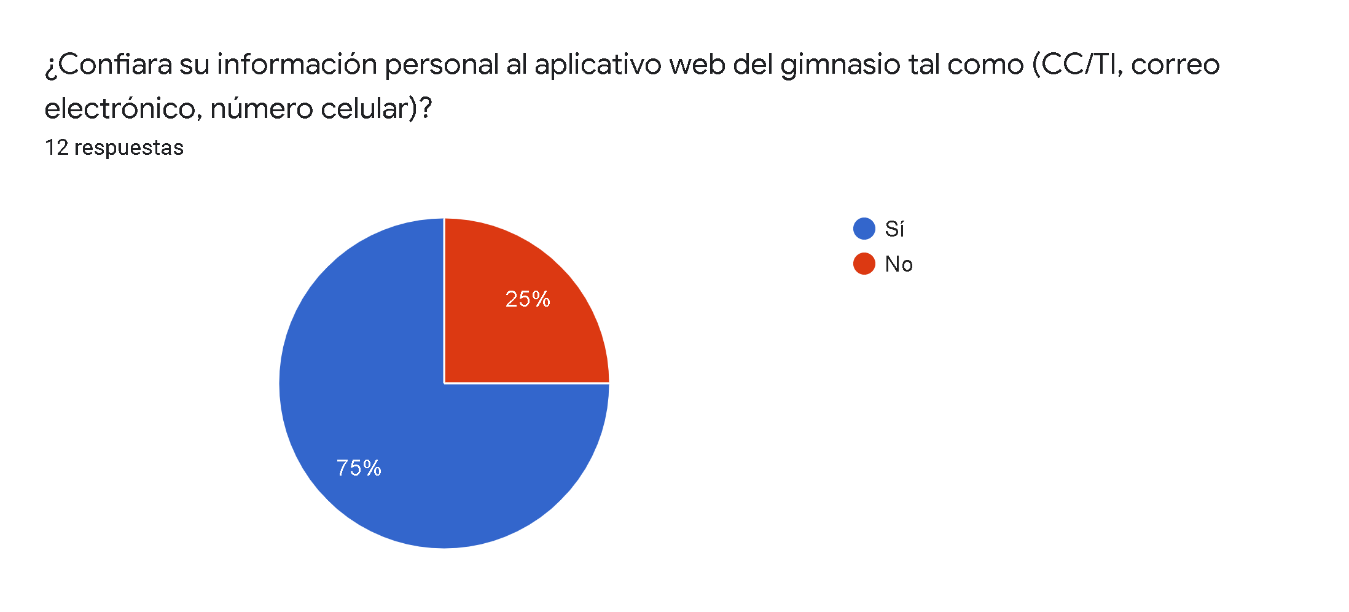 ¿Confiara su información personal al aplicativo web del gimnasio tal como (CC/TI, correo
electrónico, número celular)?
12 respuestas
Sí
No
25%
75%